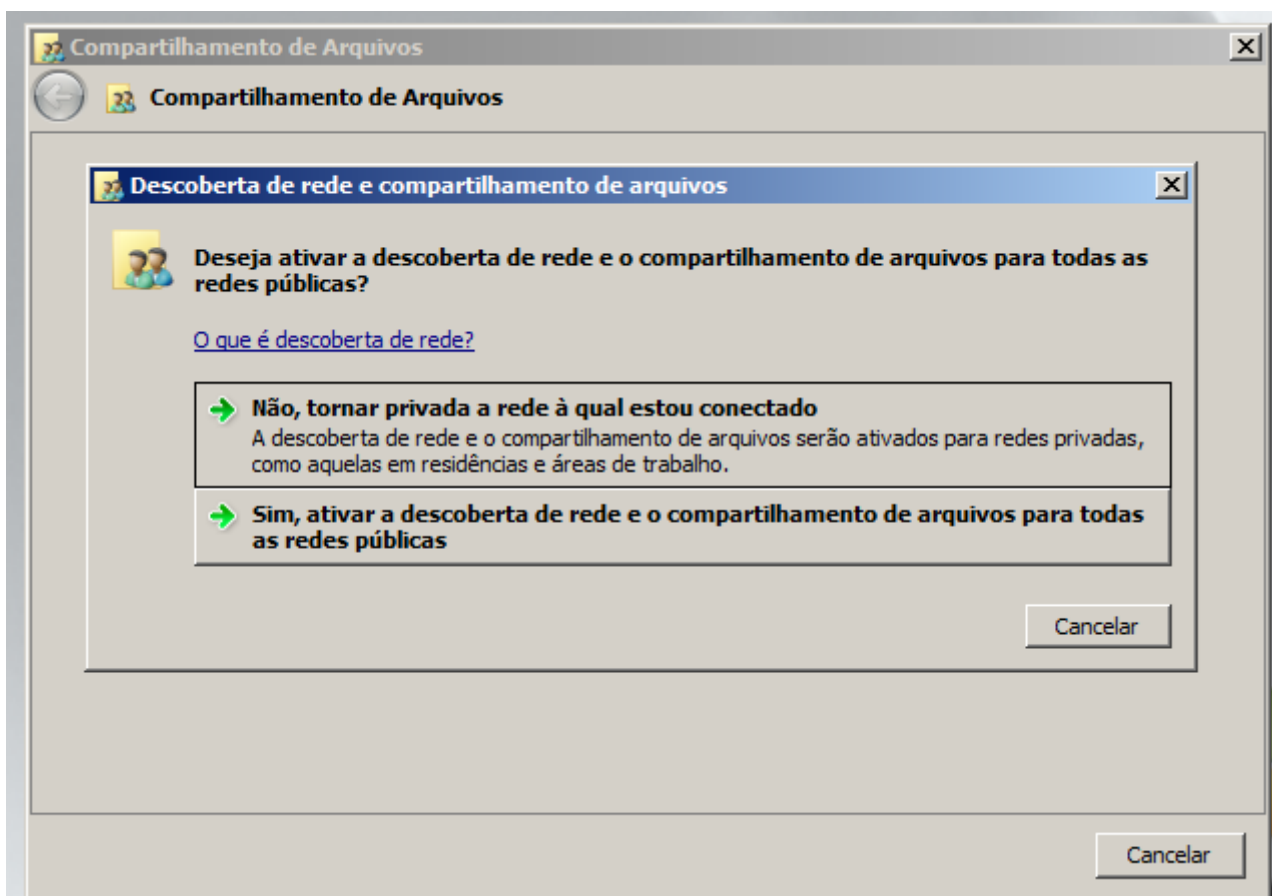 Compartilhamento de Arquivos
Compartilhamento de Arquivos
Descoberta de rede e compartilhamento de arquivos
Deseja ativar a descoberta de rede e o compartilhamento de arquivos para todas as
redes públicas?
O que é descoberta de rede?
Não, tornar privada a rede à qual estou conectado
A descoberta de rede e o compartilhamento de arquivos serão ativados para redes privadas,
como aquelas em residências e áreas de trabalho.
Sim, ativar a descoberta de rede e o compartilhamento de arquivos para todas
as redes públicas
Cancelar
Cancelar